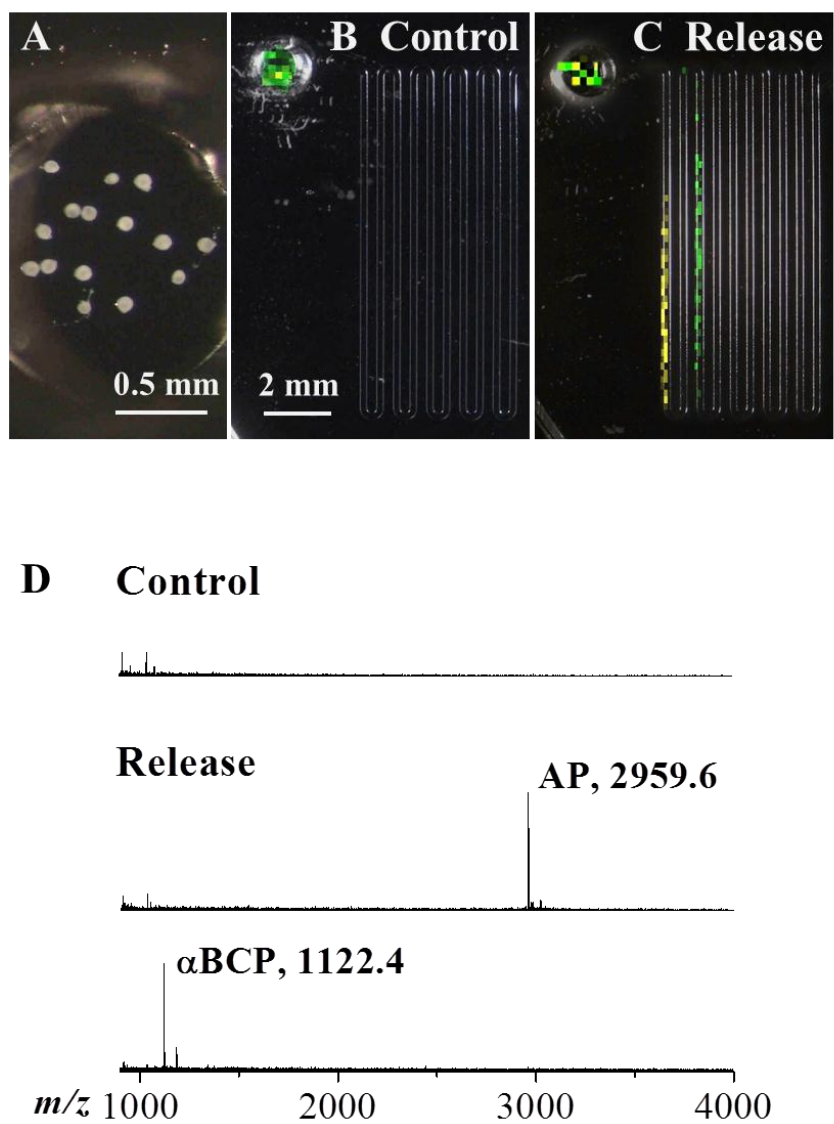 A
B Control
C Release
0.5 mm
2 mm
D Control
Release
AP, 2959.6
αBCP, 1122.4
m/z 1000 2000 3000 4000